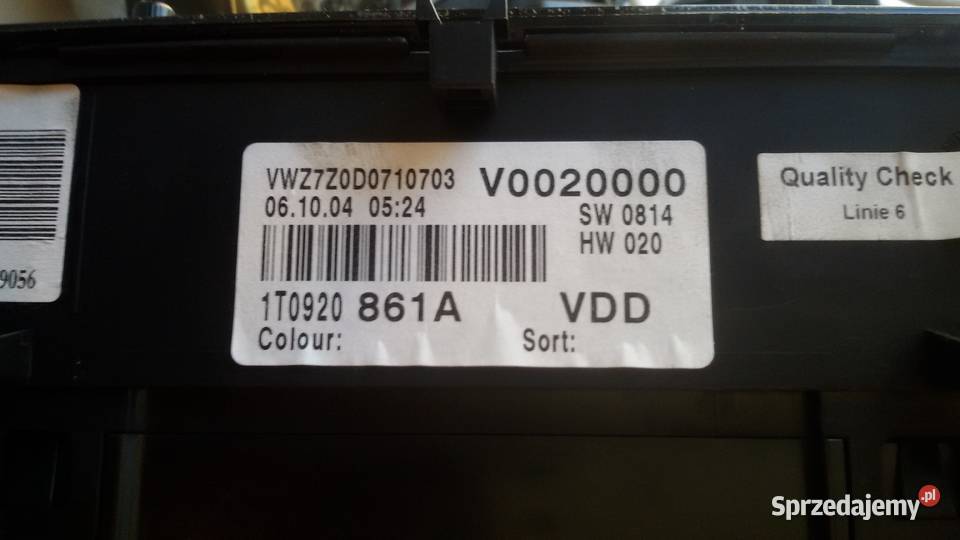 VWZ7Z0D0710703 V0020000
06.10.04 05:24 SW 0814
HW 020
1T0920 861A VDD
Colour: Sort:
Quality Check
Linie 6
9056
Sprzedajemy.pl